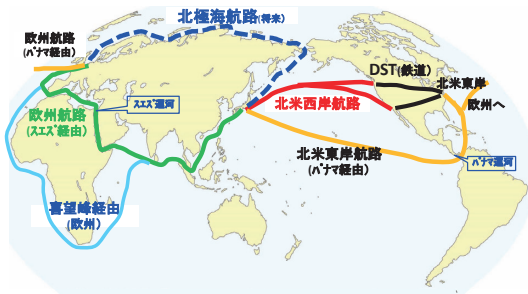 北極海航路(将来)
欧州航路
(ﾊﾟﾅﾏ経由)
DST(鉄道)
北米東岸
欧州へ
ｽｴｽﾞ運河
欧州航路
(ｽｴｽﾞ経由)
北米西岸航路
北米東岸航路
(ﾊﾟﾅﾏ経由)
ﾊﾟﾅﾏ運河
喜望峰経由
(欧州)